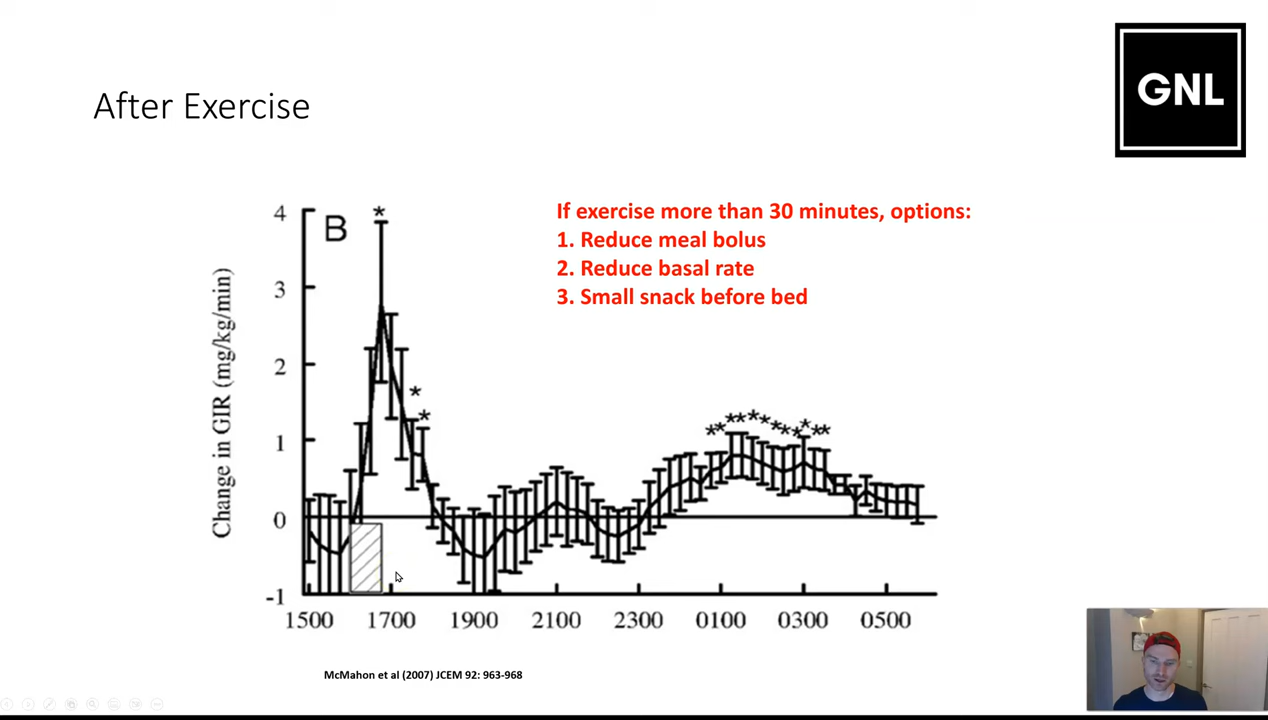 GNL
After Exercise
B
If exercise more than 30 minutes, options:
1. Reduce meal bolus
2. Reduce basal rate
3. Small snack before bed
Change in GIR (mg/kg/min)
4
3
2
1
0
-1
*
* *
* * * * * * * * * * *
1500 1700 1900 2100 2300 0100 0300 0500
McMahon et al (2007) JCEM 92: 963-968